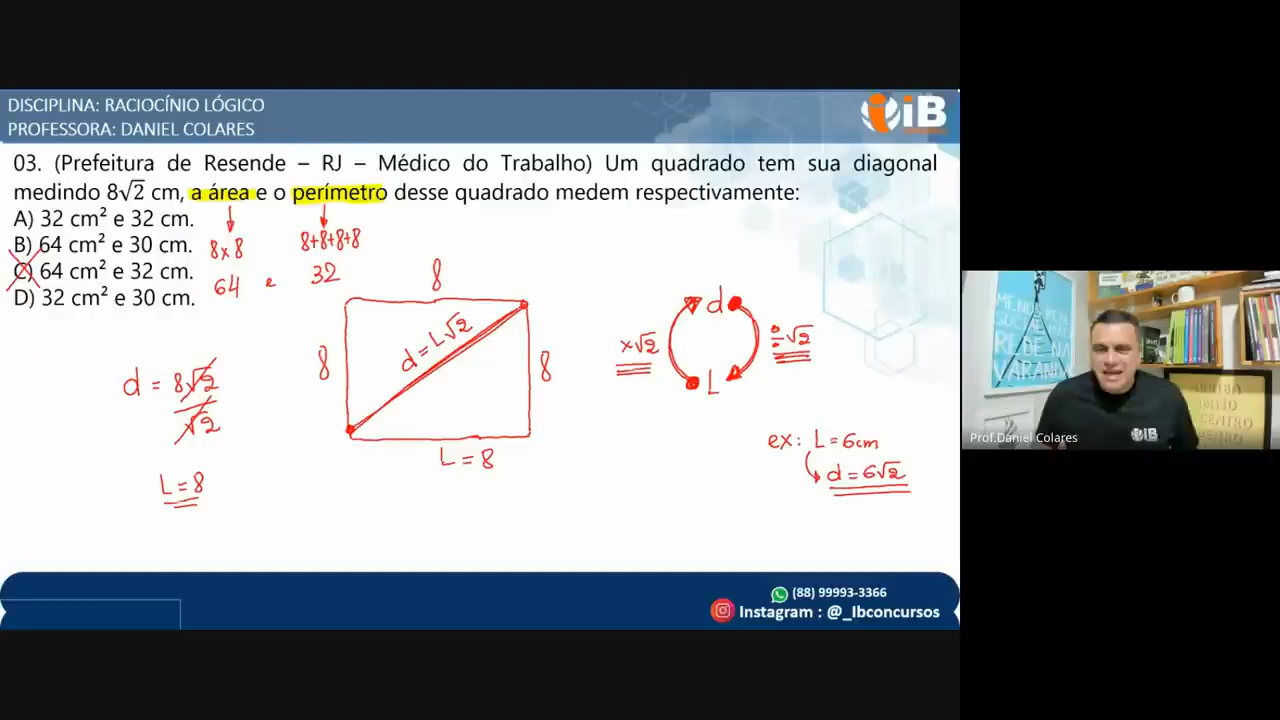 DISCIPLINA: RACIOCÍNIO LÓGICO
PROFESSORA: DANIEL COLARES
iB
03. (Prefeitura de Resende – RJ – Médico do Trabalho) Um quadrado tem sua diagonal
medindo 8√2 cm, a área e o perímetro desse quadrado medem respectivamente:
A) 32 cm² e 32 cm.
B) 64 cm² e 30 cm.
C) 64 cm² e 32 cm.
D) 32 cm² e 30 cm.
8x8
8+8+8+8
64 e 32
8
8
d = L√2
8
L = 8
d = 8√2
√2
L = 8
d
x√2
÷√2
L
ex: L = 6cm
d = 6√2
REDE NA
VARANDA
iB
Prof.Daniel Colares
(88) 99993-3366
Instagram : @_Ibconcursos